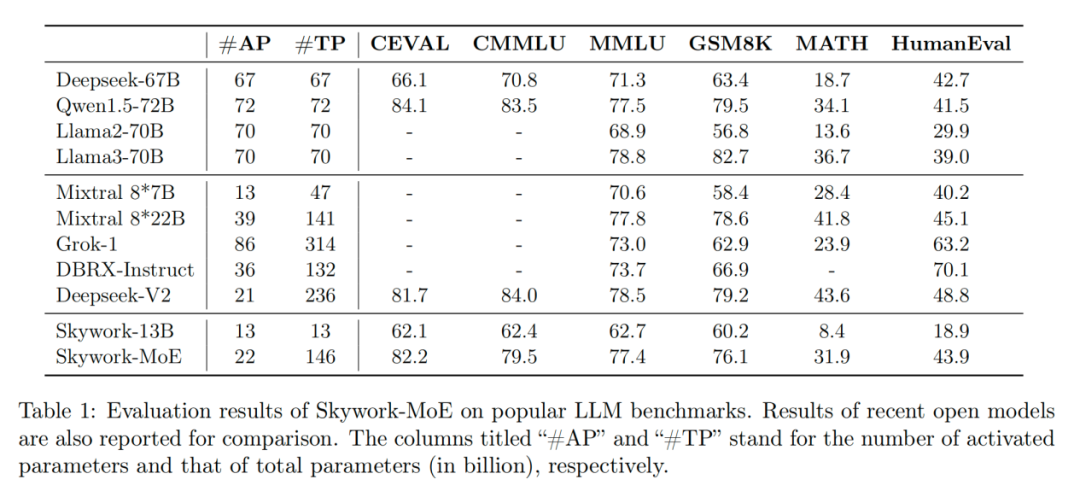 #AP #TP CEVAL CMMLU MMLU GSM8K MATH HumanEval
Deepseek-67B 67 67 66.1 70.8 71.3 63.4 18.7 42.7
Qwen1.5-72B 72 72 84.1 83.5 77.5 79.5 34.1 41.5
Llama2-70B 70 70 - - 68.9 56.8 13.6 29.9
Llama3-70B 70 70 - - 78.8 82.7 36.7 39.0
Mixtral 8*7B 13 47 - - 70.6 58.4 28.4 40.2
Mixtral 8*22B 39 141 - - 77.8 78.6 41.8 45.1
Grok-1 86 314 - - 73.0 62.9 23.9 63.2
DBRX-Instruct 36 132 - - 73.7 66.9 - 70.1
Deepseek-V2 21 236 81.7 84.0 78.5 79.2 43.6 48.8
Skywork-13B 13 13 62.1 62.4 62.7 60.2 8.4 18.9
Skywork-MoE 22 146 82.2 79.5 77.4 76.1 31.9 43.9
Table 1: Evaluation results of Skywork-MoE on popular LLM benchmarks. Results of recent open models
are also reported for comparison. The columns titled “#AP” and “#TP” stand for the number of activated
parameters and that of total parameters (in billion), respectively.